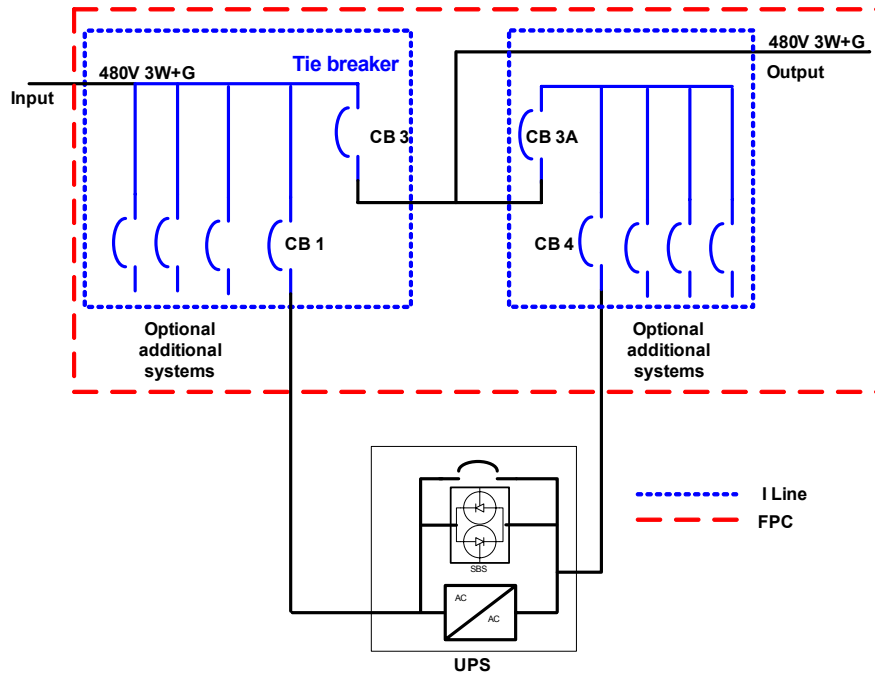 480V 3W+G
Tie breaker
480V 3W+G
Input
Output
CB 3
CB 3A
CB 1
CB 4
Optional
additional
systems
Optional
additional
systems
I Line
FPC
SBS
AC
AC
UPS